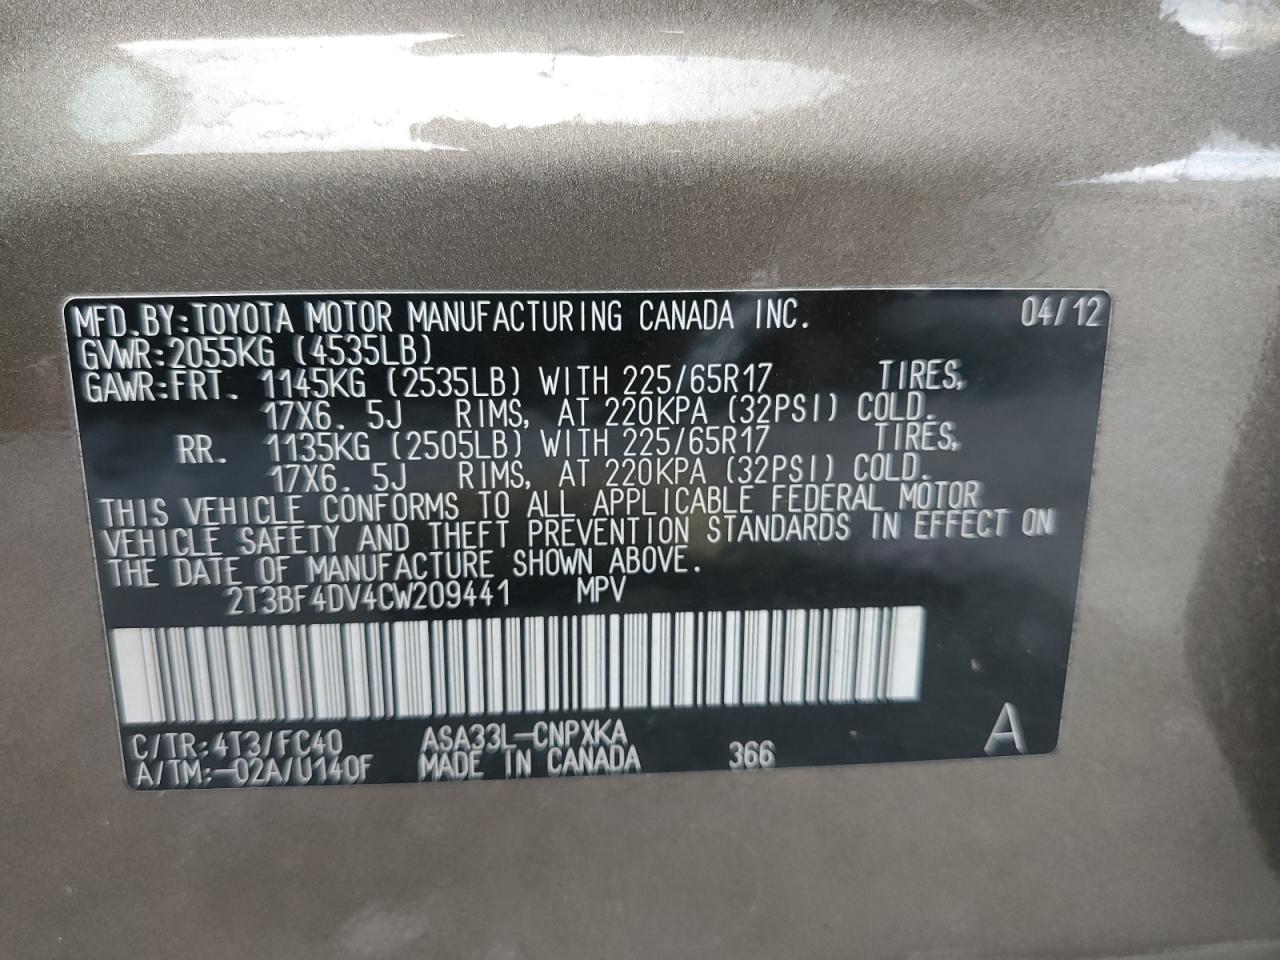 MFD. BY: TOYOTA MOTOR MANUFACTURING CANADA INC. 04/12
GVWR: 2055KG (4535LB)
GAWR: FRT. 1145KG (2535LB) WITH 225/65R17 TIRES,
17X6. 5J RIMS, AT 220KPA (32PSI) COLD.
RR. 1135KG (2505LB) WITH 225/65R17 TIRES,
17X6. 5J RIMS, AT 220KPA (32PSI) COLD.
THIS VEHICLE CONFORMS TO ALL APPLICABLE FEDERAL MOTOR
VEHICLE SAFETY AND THEFT PREVENTION STANDARDS IN EFFECT ON
THE DATE OF MANUFACTURE SHOWN ABOVE.
2T3BF4DV4CW209441 MPV
C/TR: 4T3/FC40 ASA33L-CNPXKA
A/TM: -02A/U140F MADE IN CANADA 366 A